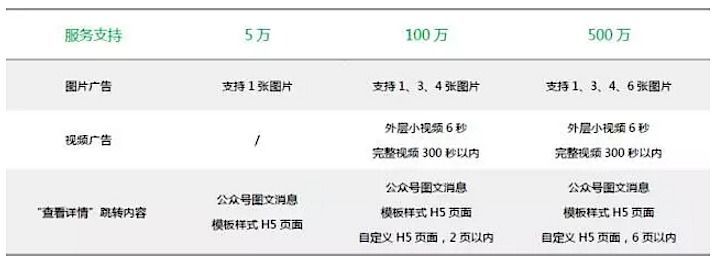 服务支持 5万 100万 500万
图片广告 支持1张图片 支持1、3、4张图片 支持1、3、4、6张图片
视频广告 / 外层小视频6秒 外层小视频6秒
完整视频300秒以内 完整视频300秒以内
“查看详情”跳转内容 公众号图文消息 公众号图文消息 公众号图文消息
模板样式H5页面 模板样式H5页面 模板样式H5页面
自定义H5页面，2页以内 自定义H5页面，6页以内